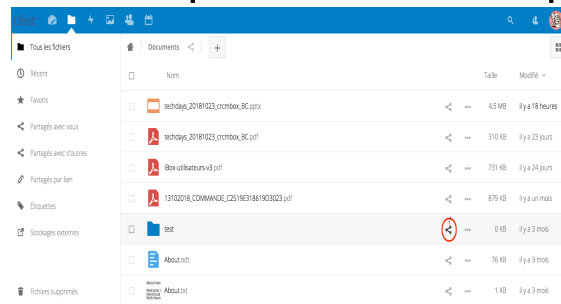 Tous les fichiers
Documents
+
Récent
Nom
Taille
Modifié
Favoris
techdays_20181023_crcmbox_BC.pptx
4.5 MB
il y a 18 heures
Partagés avec vous
techdays_20181023_crcmbox_BC.pdf
310 KB
il y a 23 jours
Partagés avec d'autres
iBox-utilisateurs-v3.pdf
731 KB
il y a 24 jours
Partagés par lien
13102018_COMMANDE_C2519E318619O3023.pdf
879 KB
il y a un mois
Étiquettes
test
0 KB
il y a 3 mois
Stockages externes
About.odt
76 KB
il y a 3 mois
Fichiers supprimés
About.txt
1 KB
il y a 3 mois